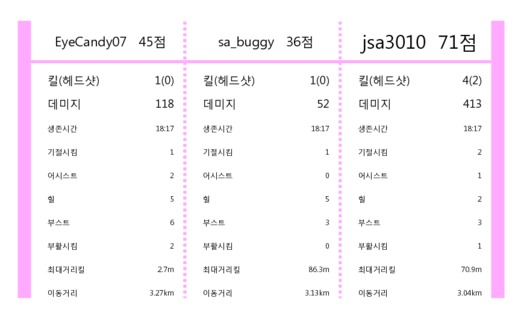 EyeCandy07 45점 sa_buggy 36점 jsa3010 71점
킬(헤드샷) 1(0) 킬(헤드샷) 1(0) 킬(헤드샷) 4(2)
데미지 118 데미지 52 데미지 413
생존시간 18:17 생존시간 18:17 생존시간 18:17
기절시킴 1 기절시킴 1 기절시킴 2
어시스트 2 어시스트 0 어시스트 1
힐 5 힐 5 힐 2
부스트 6 부스트 3 부스트 3
부활시킴 2 부활시킴 0 부활시킴 1
최대거리킬 2.7m 최대거리킬 86.3m 최대거리킬 70.9m
이동거리 3.27km 이동거리 3.13km 이동거리 3.04km